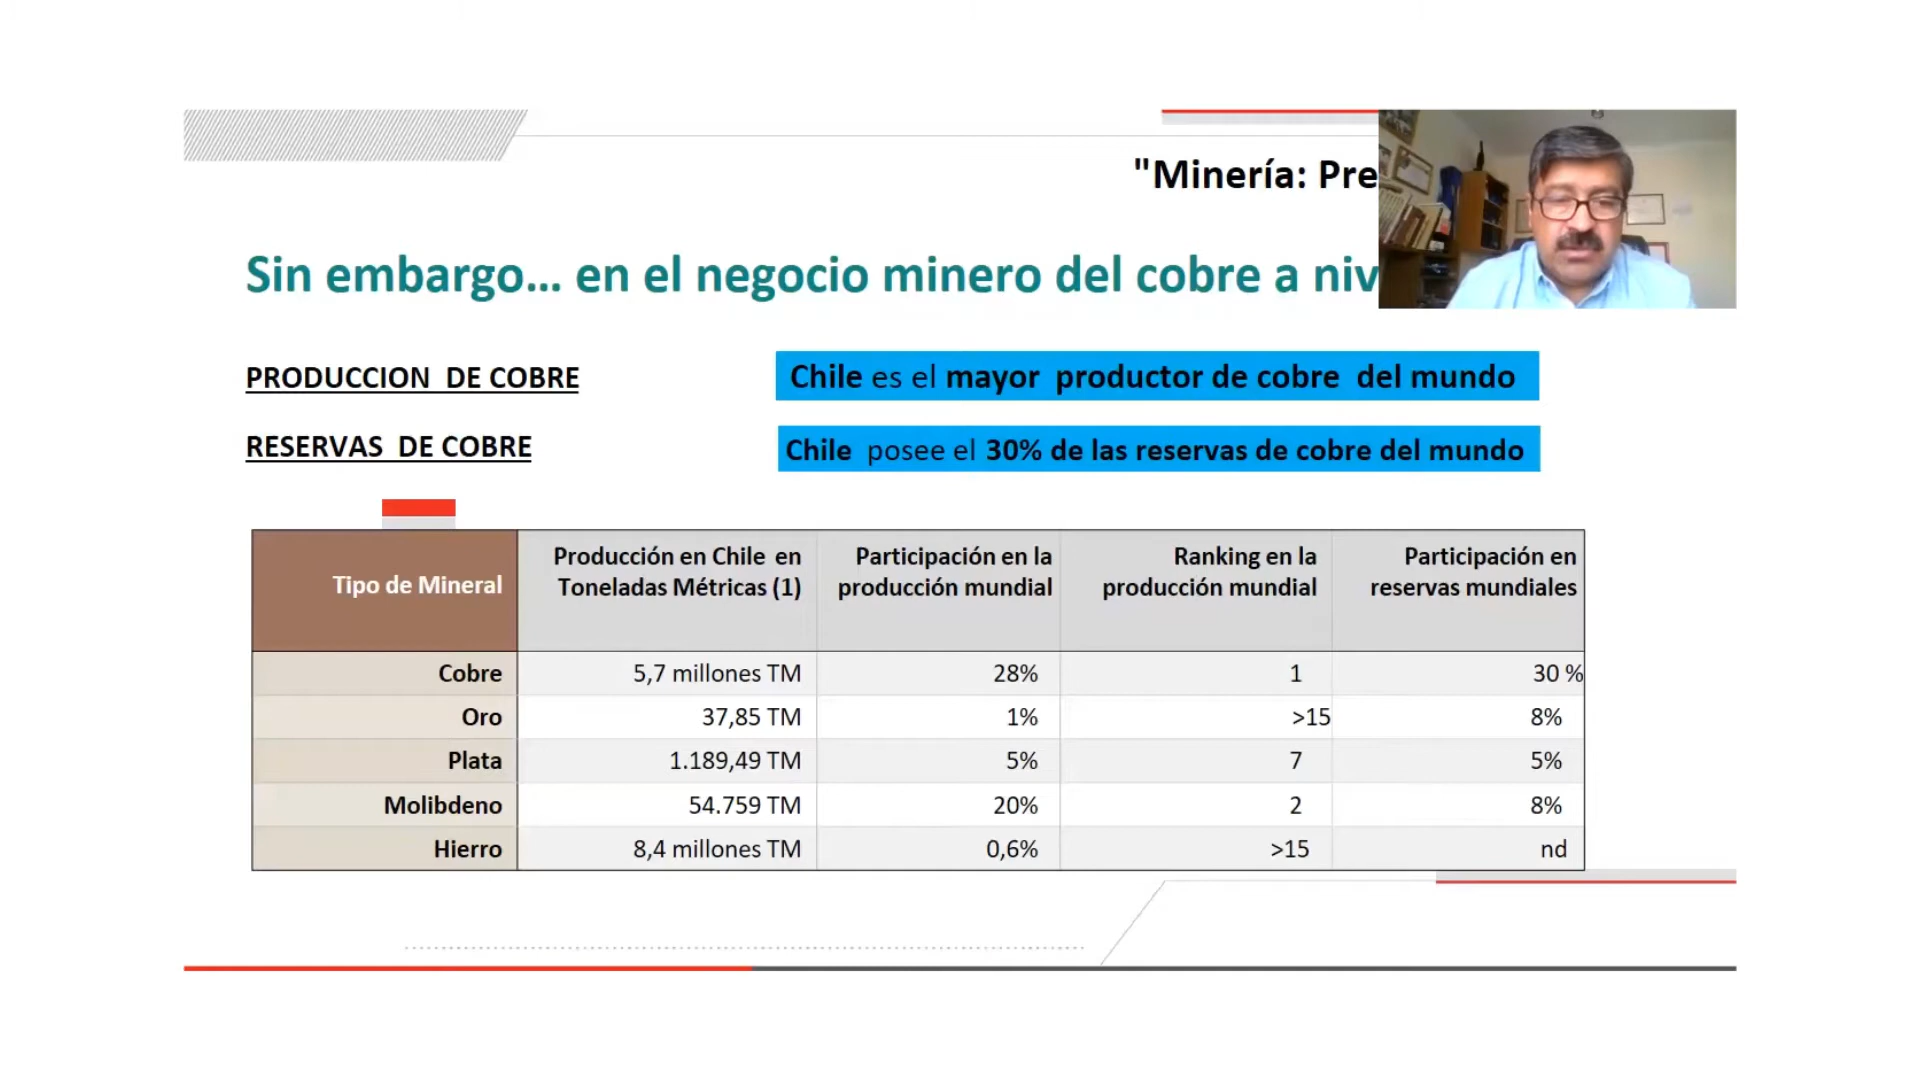 "Minería: Pre
Sin embargo... en el negocio minero del cobre a niv
PRODUCCION DE COBRE
Chile es el mayor productor de cobre del mundo
RESERVAS DE COBRE
Chile posee el 30% de las reservas de cobre del mundo
Tipo de Mineral
Producción en Chile en
Toneladas Métricas (1)
Participación en la
producción mundial
Ranking en la
producción mundial
Participación en
reservas mundiales
Cobre 5,7 millones TM 28% 1 30 %
Oro 37,85 TM 1% >15 8%
Plata 1.189,49 TM 5% 7 5%
Molibdeno 54.759 TM 20% 2 8%
Hierro 8,4 millones TM 0,6% >15 nd